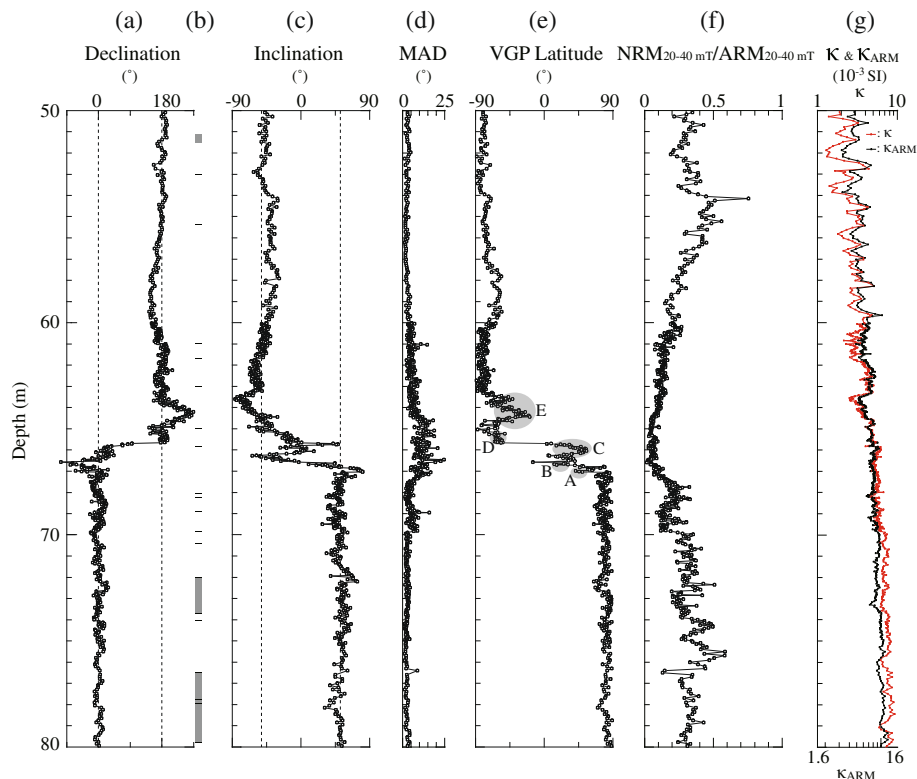 (a) (b) (c) (d) (e) (f) (g)
Declination Inclination MAD VGP Latitude NRM20-40 mT/ARM20-40 mT κ & κARM
(°) (°) (°) (°) (10-3 SI)
κ
0 180 -90 0 90 0 25 -90 0 90 0 0.5 1 1 10
50
: κ
: κARM
60
E
D C
B
A
70
80
Depth (m)
1.6 16
κARM